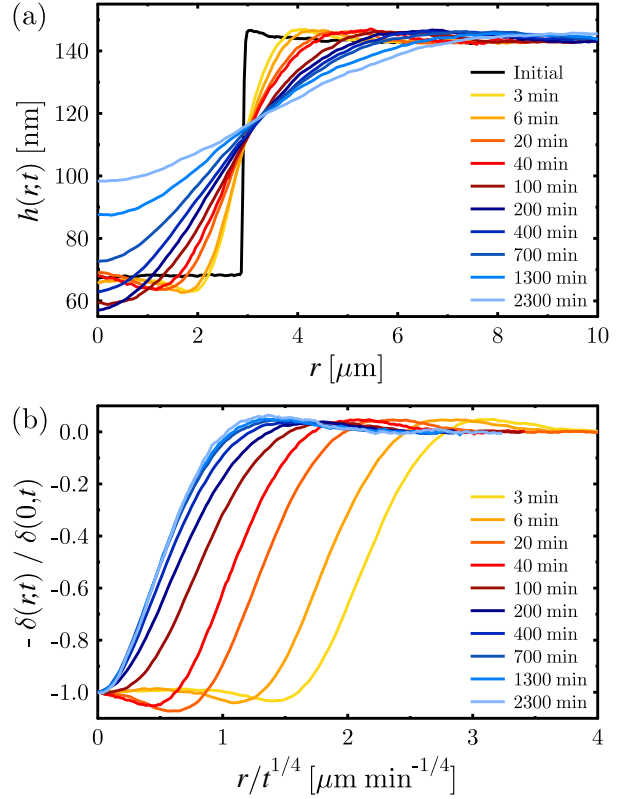 (a)
h(r,t) [nm]
140
120
100
80
60
Initial
3 min
6 min
20 min
40 min
100 min
200 min
400 min
700 min
1300 min
2300 min
0 2 4 6 8 10
r [μm]
(b)
- δ(r,t) / δ(0,t)
0.0
-0.2
-0.4
-0.6
-0.8
-1.0
3 min
6 min
20 min
40 min
100 min
200 min
400 min
700 min
1300 min
2300 min
0 1 2 3 4
r/t^{1/4} [μm min^{-1/4}]